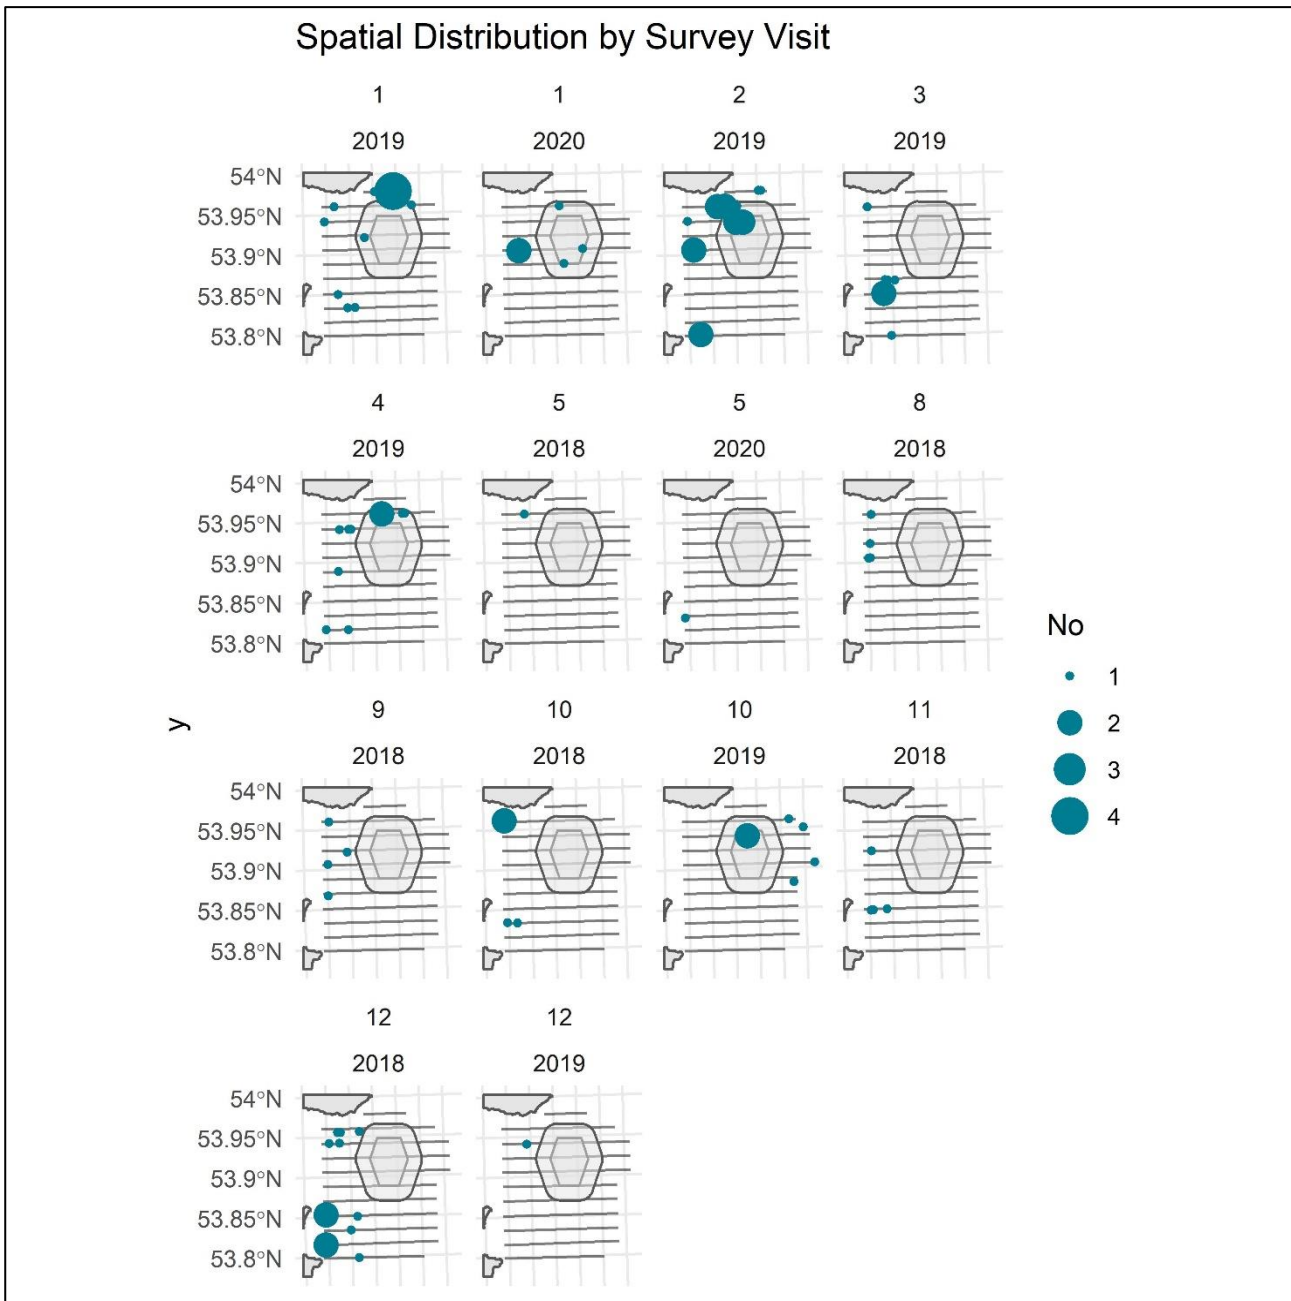 Spatial Distribution by Survey Visit
1 1 2 3
2019 2020 2019 2019
54°N
53.95°N
53.9°N
53.85°N
53.8°N
4 5 5 8
2019 2018 2020 2018
54°N
53.95°N
53.9°N
53.85°N
53.8°N
No
1
2
3
4
y
9 10 10 11
2018 2018 2019 2018
54°N
53.95°N
53.9°N
53.85°N
53.8°N
12 12
2018 2019
54°N
53.95°N
53.9°N
53.85°N
53.8°N